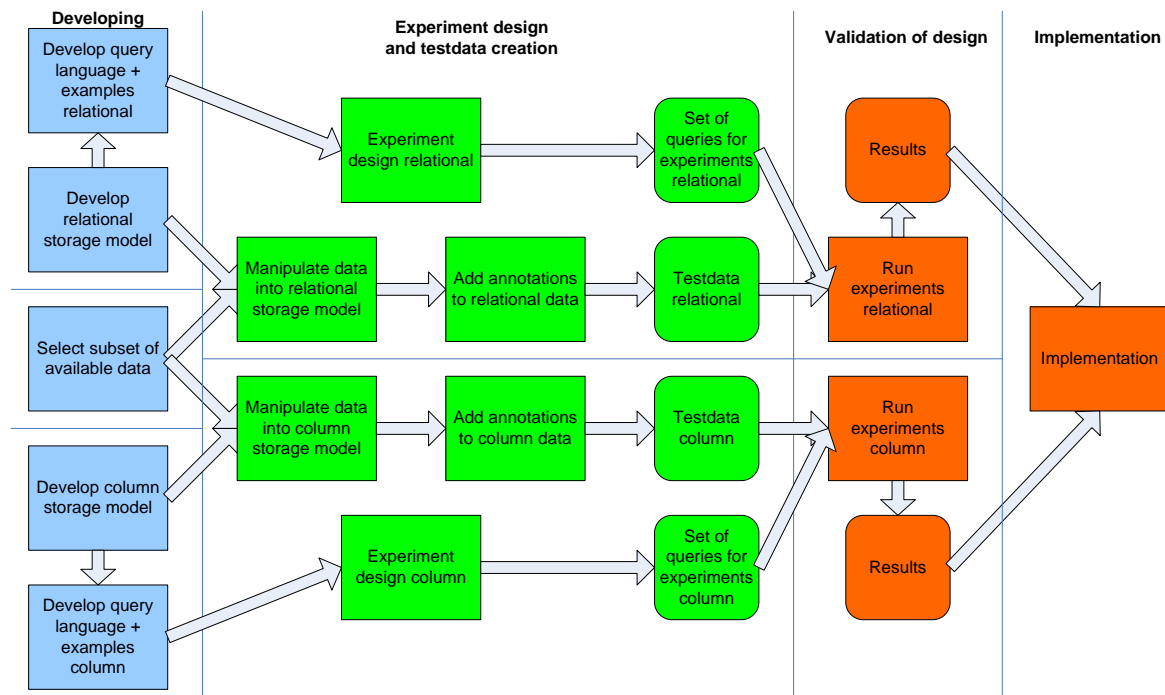 Developing
Experiment design
and testdata creation
Validation of design
Implementation
Develop query
language +
examples
relational
Experiment
design relational
Set of
queries for
experiments
relational
Results
Develop
relational
storage model
Manipulate data
into relational
storage model
Add annotations
to relational data
Testdata
relational
Run
experiments
relational
Select subset of
available data
Implementation
Manipulate data
into column
storage model
Add annotations
to column data
Testdata
column
Run
experiments
column
Develop column
storage model
Experiment
design column
Set of
queries for
experiments
column
Results
Develop query
language +
examples
column